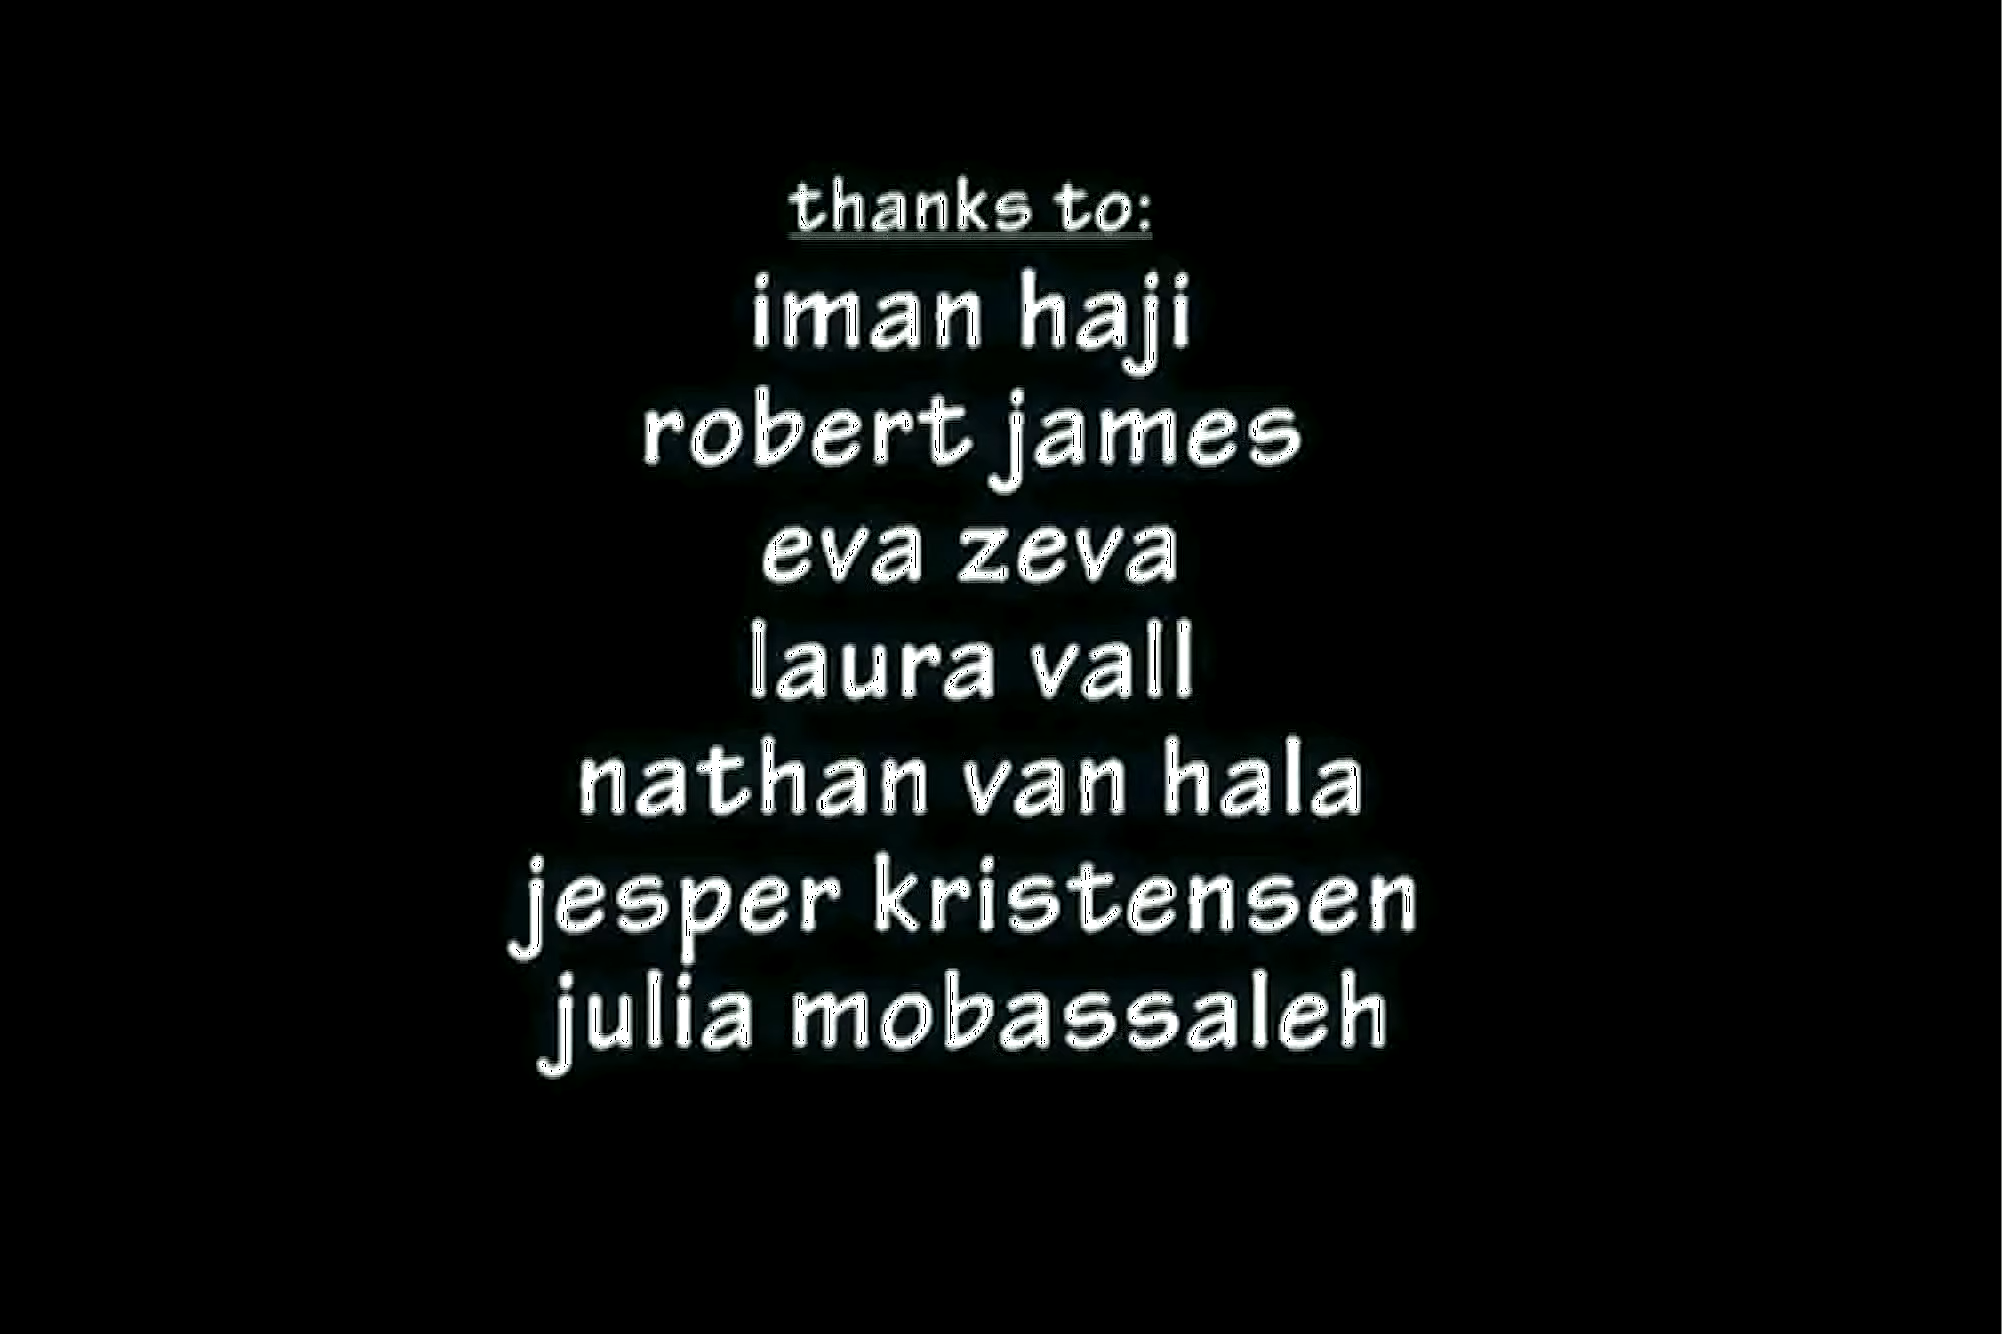 thanks to:
iman haji
robert james
eva zeva
laura vall
nathan van hala
jesper kristensen
julia mobassaleh